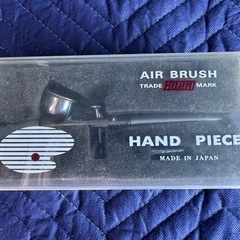 AIR BRUSH
TRADE MARK
HAND PIECE
MADE IN JAPAN